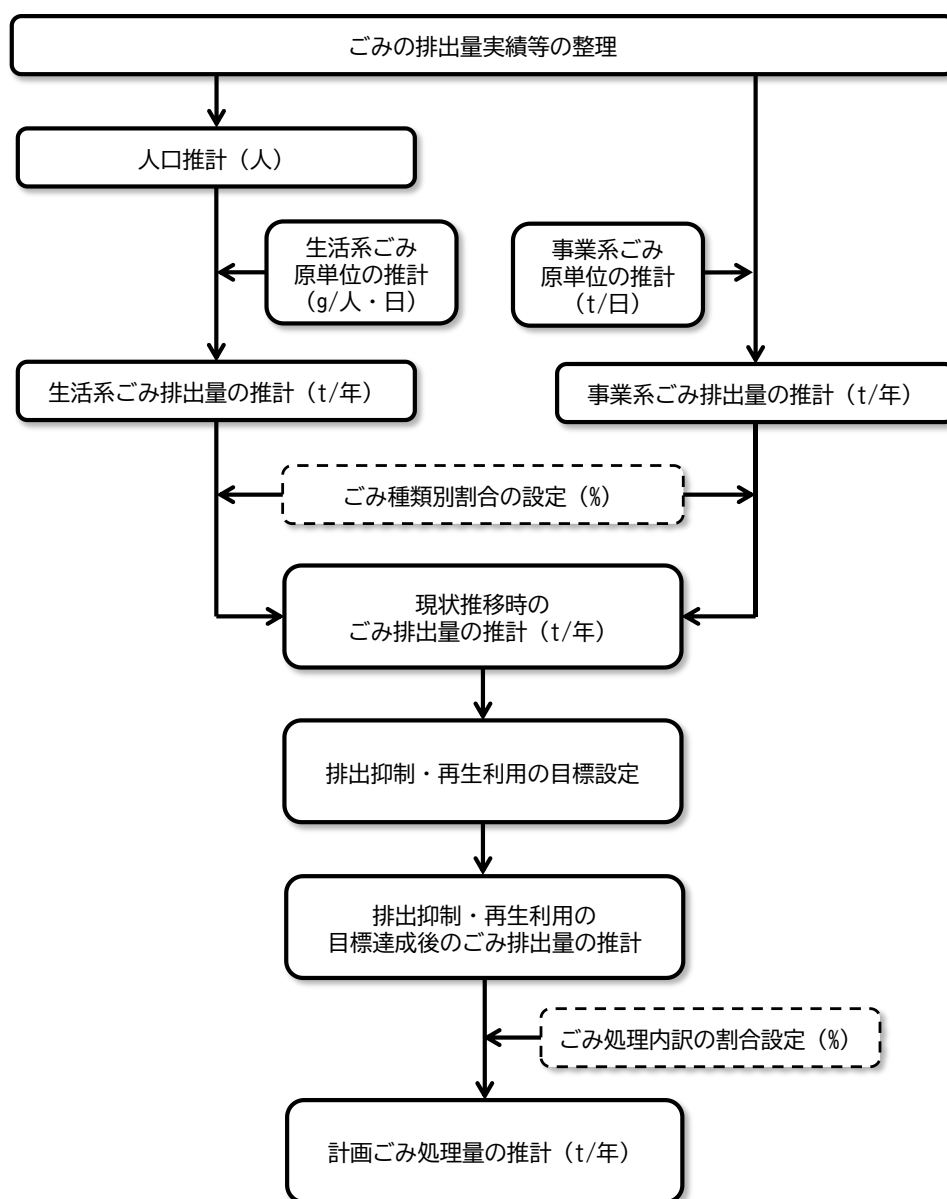 ごみの排出量実績等の整理
人口推計（人）
生活系ごみ
原単位の推計
（g/人・日）
事業系ごみ
原単位の推計
（t/日）
生活系ごみ排出量の推計（t/年）
事業系ごみ排出量の推計（t/年）
ごみ種類別割合の設定（%）
現状推移時の
ごみ排出量の推計（t/年）
排出抑制・再生利用の目標設定
排出抑制・再生利用の
目標達成後のごみ排出量の推計
ごみ処理内訳の割合設定（%）
計画ごみ処理量の推計（t/年）